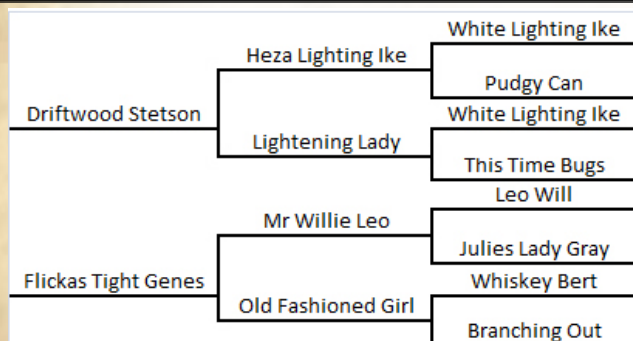 White Lighting Ike
Heza Lighting Ike
Pudgy Can
Driftwood Stetson
White Lighting Ike
Lightening Lady
This Time Bugs
Leo Will
Mr Willie Leo
Julies Lady Gray
Flickas Tight Genes
Whiskey Bert
Old Fashioned Girl
Branching Out